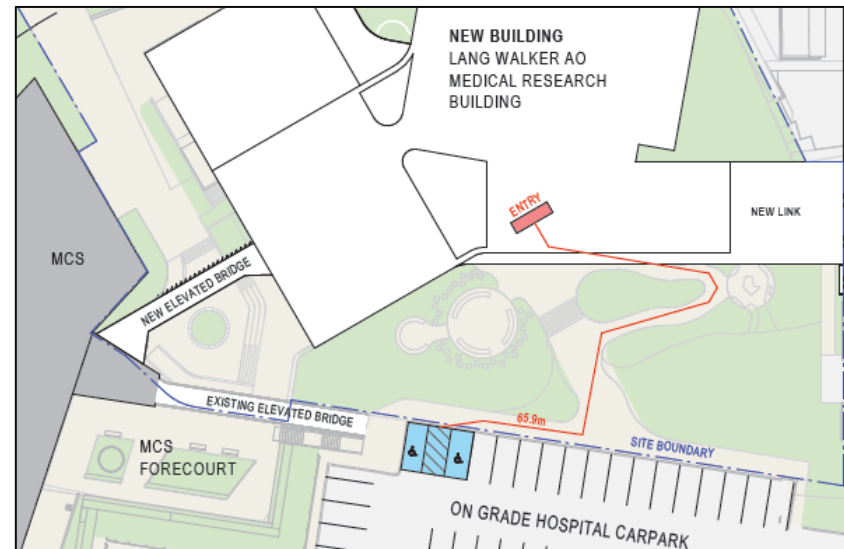 NEW BUILDING
LANG WALKER AO
MEDICAL RESEARCH
BUILDING
ENTRY
NEW LINK
MCS
NEW ELEVATED BRIDGE
EXISTING ELEVATED BRIDGE
65.9m
SITE BOUNDARY
MCS
FORECOURT
ON GRADE HOSPITAL CARPARK